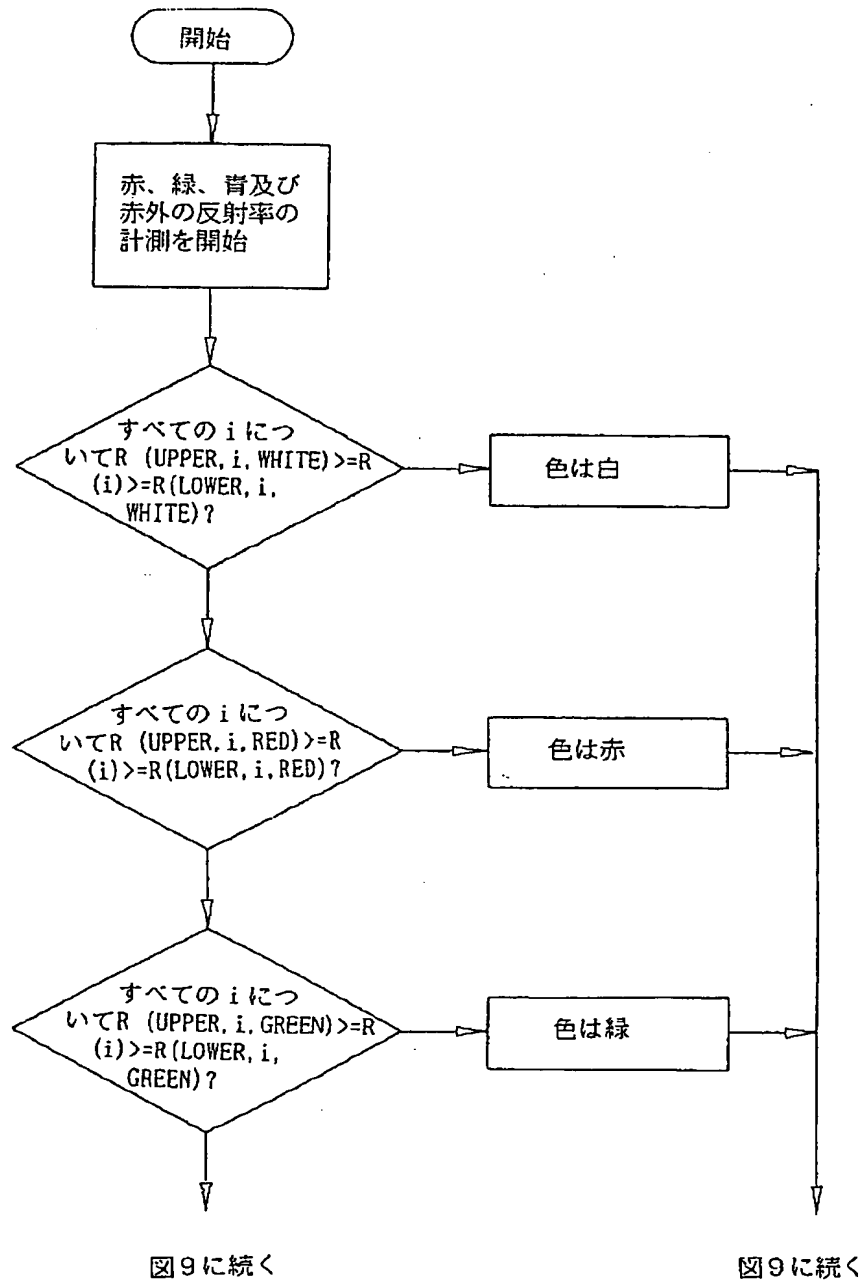 開始
赤、緑、青及び
赤外の反射率の
計測を開始
すべてのiにつ
いてR (UPPER, i, WHITE)>=R
(i)>=R(LOWER, i,
WHITE)?
色は白
すべてのiにつ
いてR (UPPER, i, RED)>=R
(i)>=R(LOWER, i, RED)?
色は赤
すべてのiにつ
いてR (UPPER, i, GREEN)>=R
(i)>=R(LOWER, i,
GREEN)?
色は緑
図9に続く
図9に続く